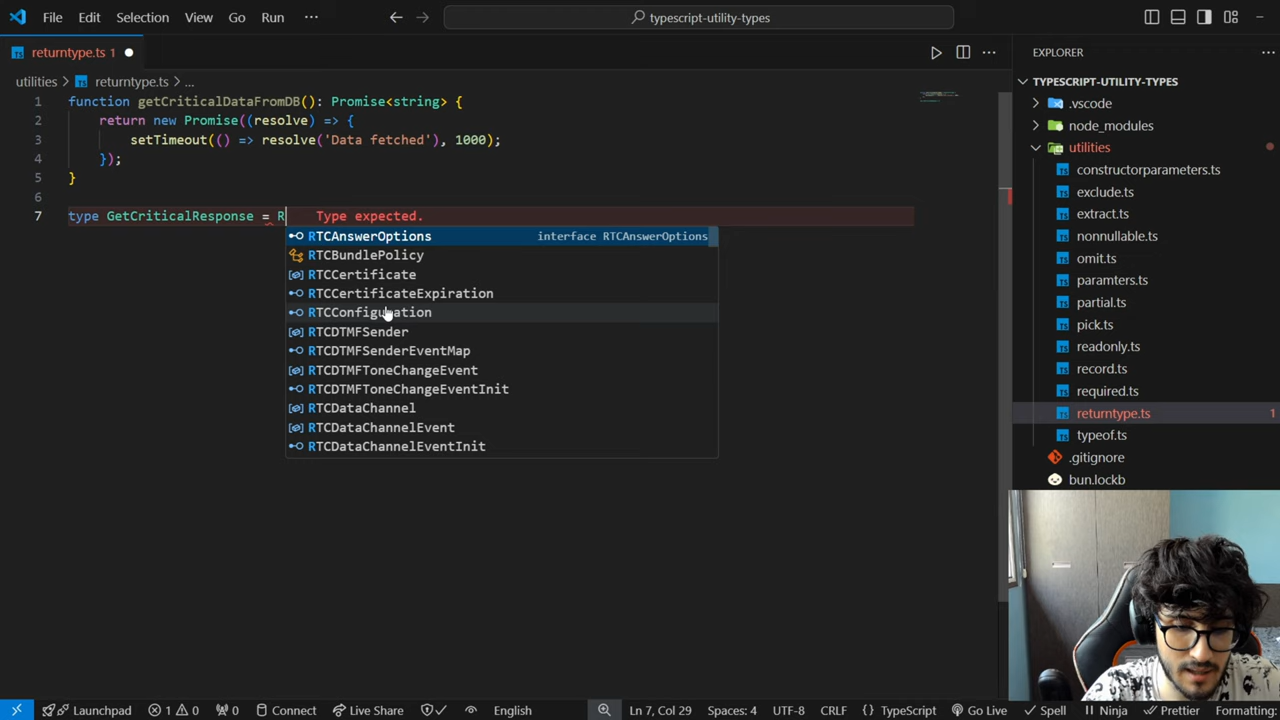 File Edit Selection View Go Run ···
typescript-utility-types
returntype.ts 1
utilities > returntype.ts > ...
1 function getCriticalDataFromDB(): Promise<string> {
2 return new Promise((resolve) => {
3 setTimeout(() => resolve('Data fetched'), 1000);
4 });
5 }
6
7 type GetCriticalResponse = R Type expected.
RTCAnswerOptions interface RTCAnswerOptions
RTCBundlePolicy
RTCCertificate
RTCCertificateExpiration
RTCConfiguration
RTCDTMFSender
RTCDTMFSenderEventMap
RTCDTMFToneChangeEvent
RTCDTMFToneChangeEventInit
RTCDataChannel
RTCDataChannelEvent
RTCDataChannelEventInit
EXPLORER
TYPESCRIPT-UTILITY-TYPES
.vscode
node_modules
utilities
constructorparameters.ts
exclude.ts
extract.ts
nonnullable.ts
omit.ts
paramters.ts
partial.ts
pick.ts
readonly.ts
record.ts
required.ts
returntype.ts 1
typeof.ts
.gitignore
bun.lockb
Launchpad 1 0 0 Connect Live Share English Ln 7, Col 29 Spaces: 4 UTF-8 CRLF {} TypeScript Go Live Spell Ninja Prettier Formatting: